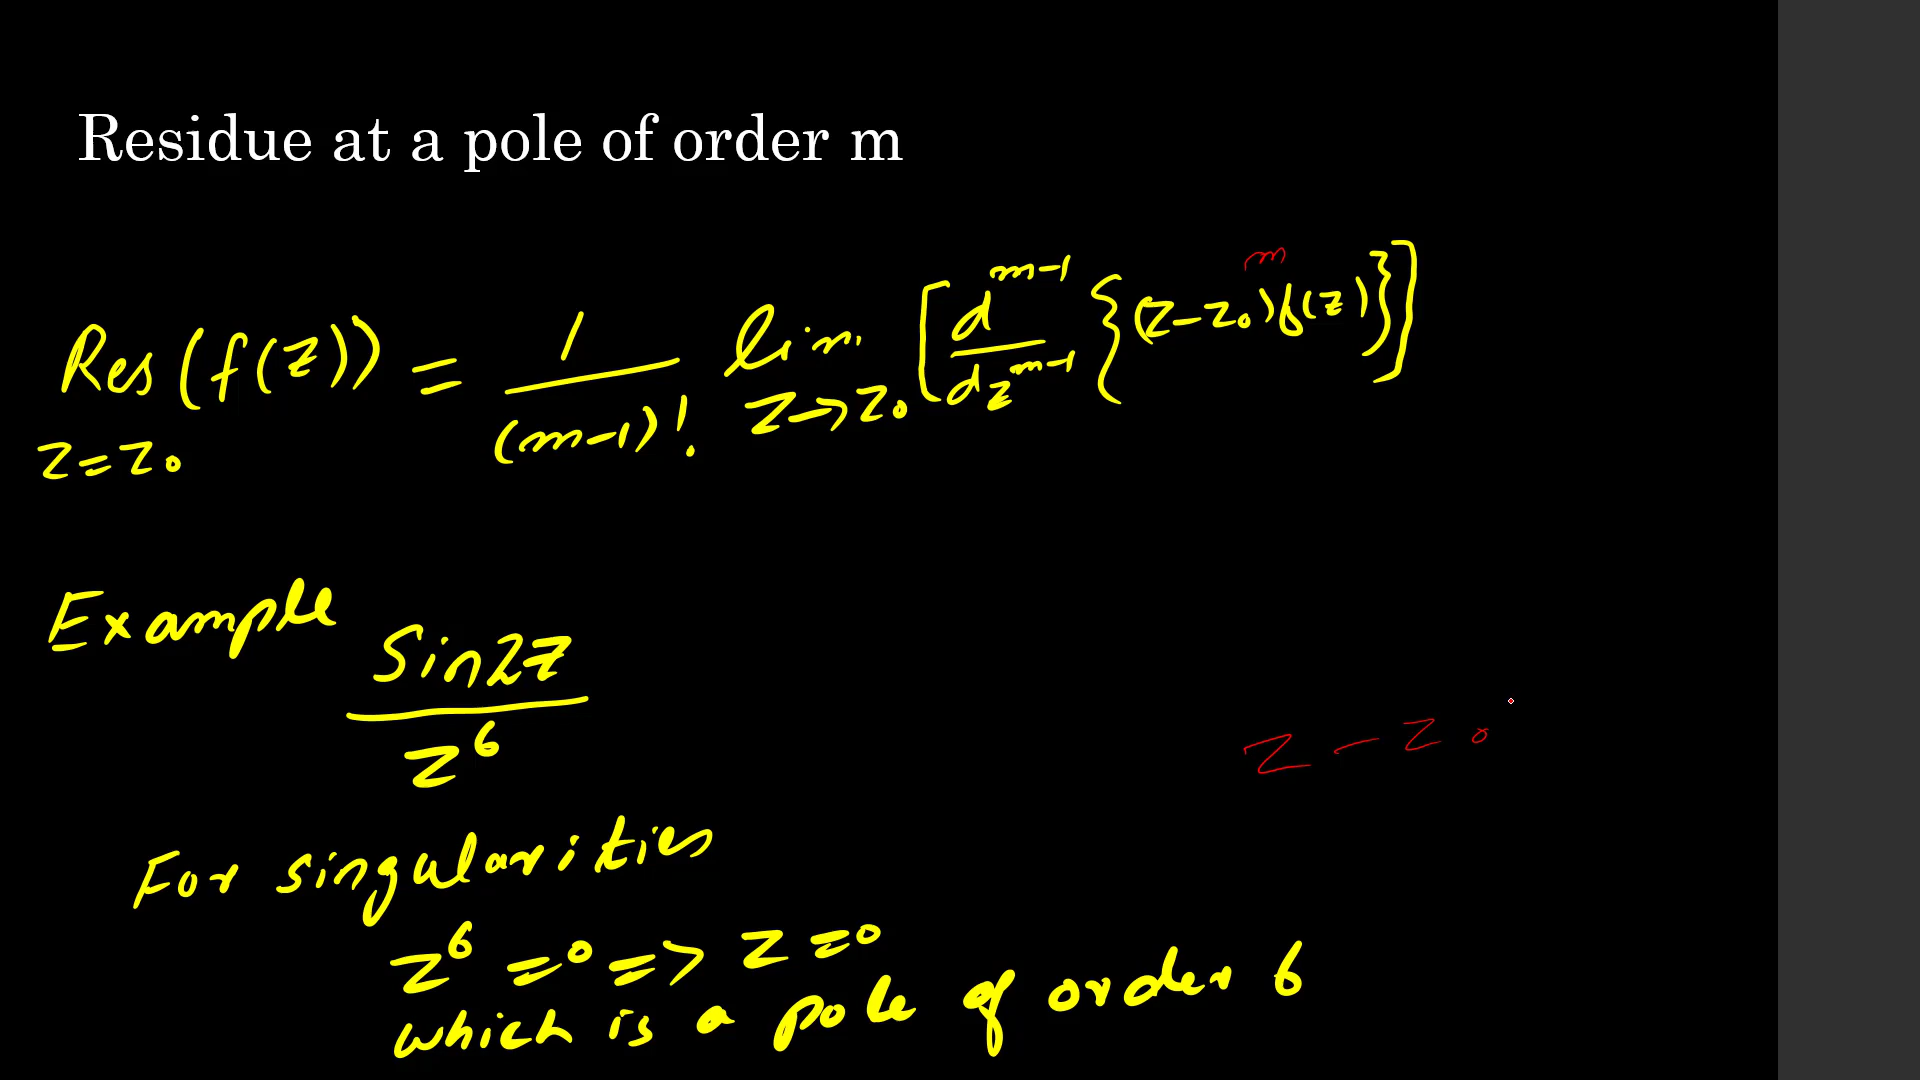 Residue at a pole of order m
Res (f(z)) = 1/(m-1)! lim [d^{m-1}/dz^{m-1} {(z-z₀)^m f(z)}]
z=z₀ z→z₀
Example
Sin2z
z^6
z - z₀
For singularities
z^6 =0 => z =0
which is a pole of order 6